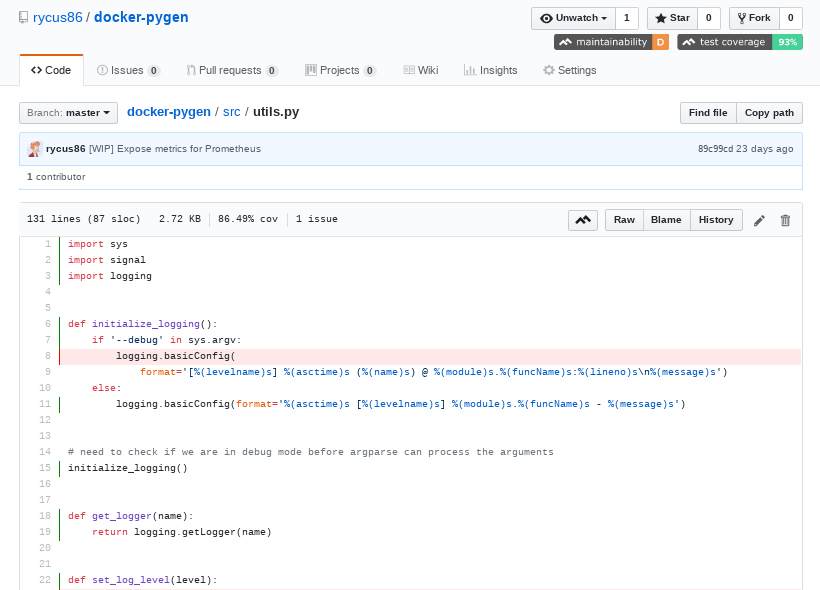 rycus86 / docker-pygen
Unwatch 1 Star 0 Fork 0
maintainability D test coverage 93%
Code Issues 0 Pull requests 0 Projects 0 Wiki Insights Settings
Branch: master docker-pygen / src / utils.py Find file Copy path
rycus86 [WIP] Expose metrics for Prometheus 89c99cd 23 days ago
1 contributor
131 lines (87 sloc) 2.72 KB 86.49% cov 1 issue Raw Blame History
1 import sys
2 import signal
3 import logging
4
5
6 def initialize_logging():
7     if '--debug' in sys.argv:
8         logging.basicConfig(
9             format='[%(levelname)s] %(asctime)s (%(name)s) @ %(module)s.%(funcName)s:%(lineno)s\n%(message)s')
10     else:
11         logging.basicConfig(format='%(asctime)s [%(levelname)s] %(module)s.%(funcName)s - %(message)s')
12
13
14 # need to check if we are in debug mode before argparse can process the arguments
15 initialize_logging()
16
17
18 def get_logger(name):
19     return logging.getLogger(name)
20
21
22 def set_log_level(level):